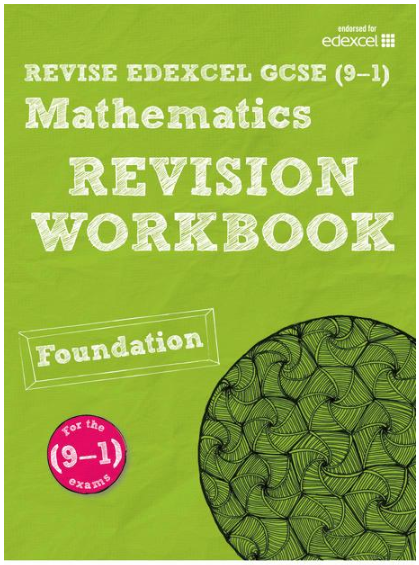 endorsed for
edexcel
REVISE EDEXCEL GCSE (9–1)
Mathematics
REVISION
WORKBOOK
Foundation
For the
(9–1)
exams